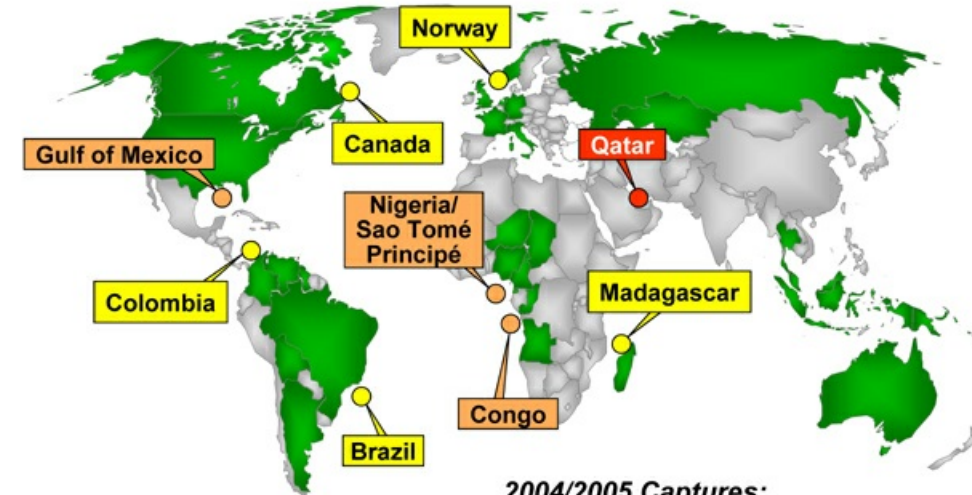 Norway
Canada
Gulf of Mexico
Qatar
Nigeria/
Sao Tomé
Principé
Colombia
Madagascar
Congo
Brazil
2004/2005 Captures: